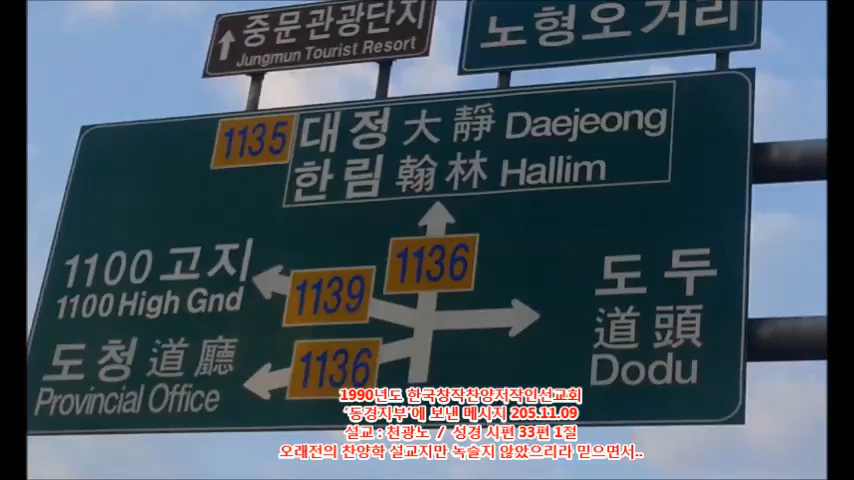 중문관광단지
Jungmun Tourist Resort
노형오거리
1135 대정 大靜 Daejeong
한림 翰林 Hallim
1136
1100 고지
1100 High Gnd
1139
도청 道廳
Provincial Office
1136
도두
道頭
Dodu
1990년도 한국창작찬양저작인선교회
'동경지부'에 보낸 메시지 205.11.09
설교 : 천광노 / 성경 시편 33편 1절
오래전의 찬양학 설교지만 녹슬지 않았으리라 믿으면서..